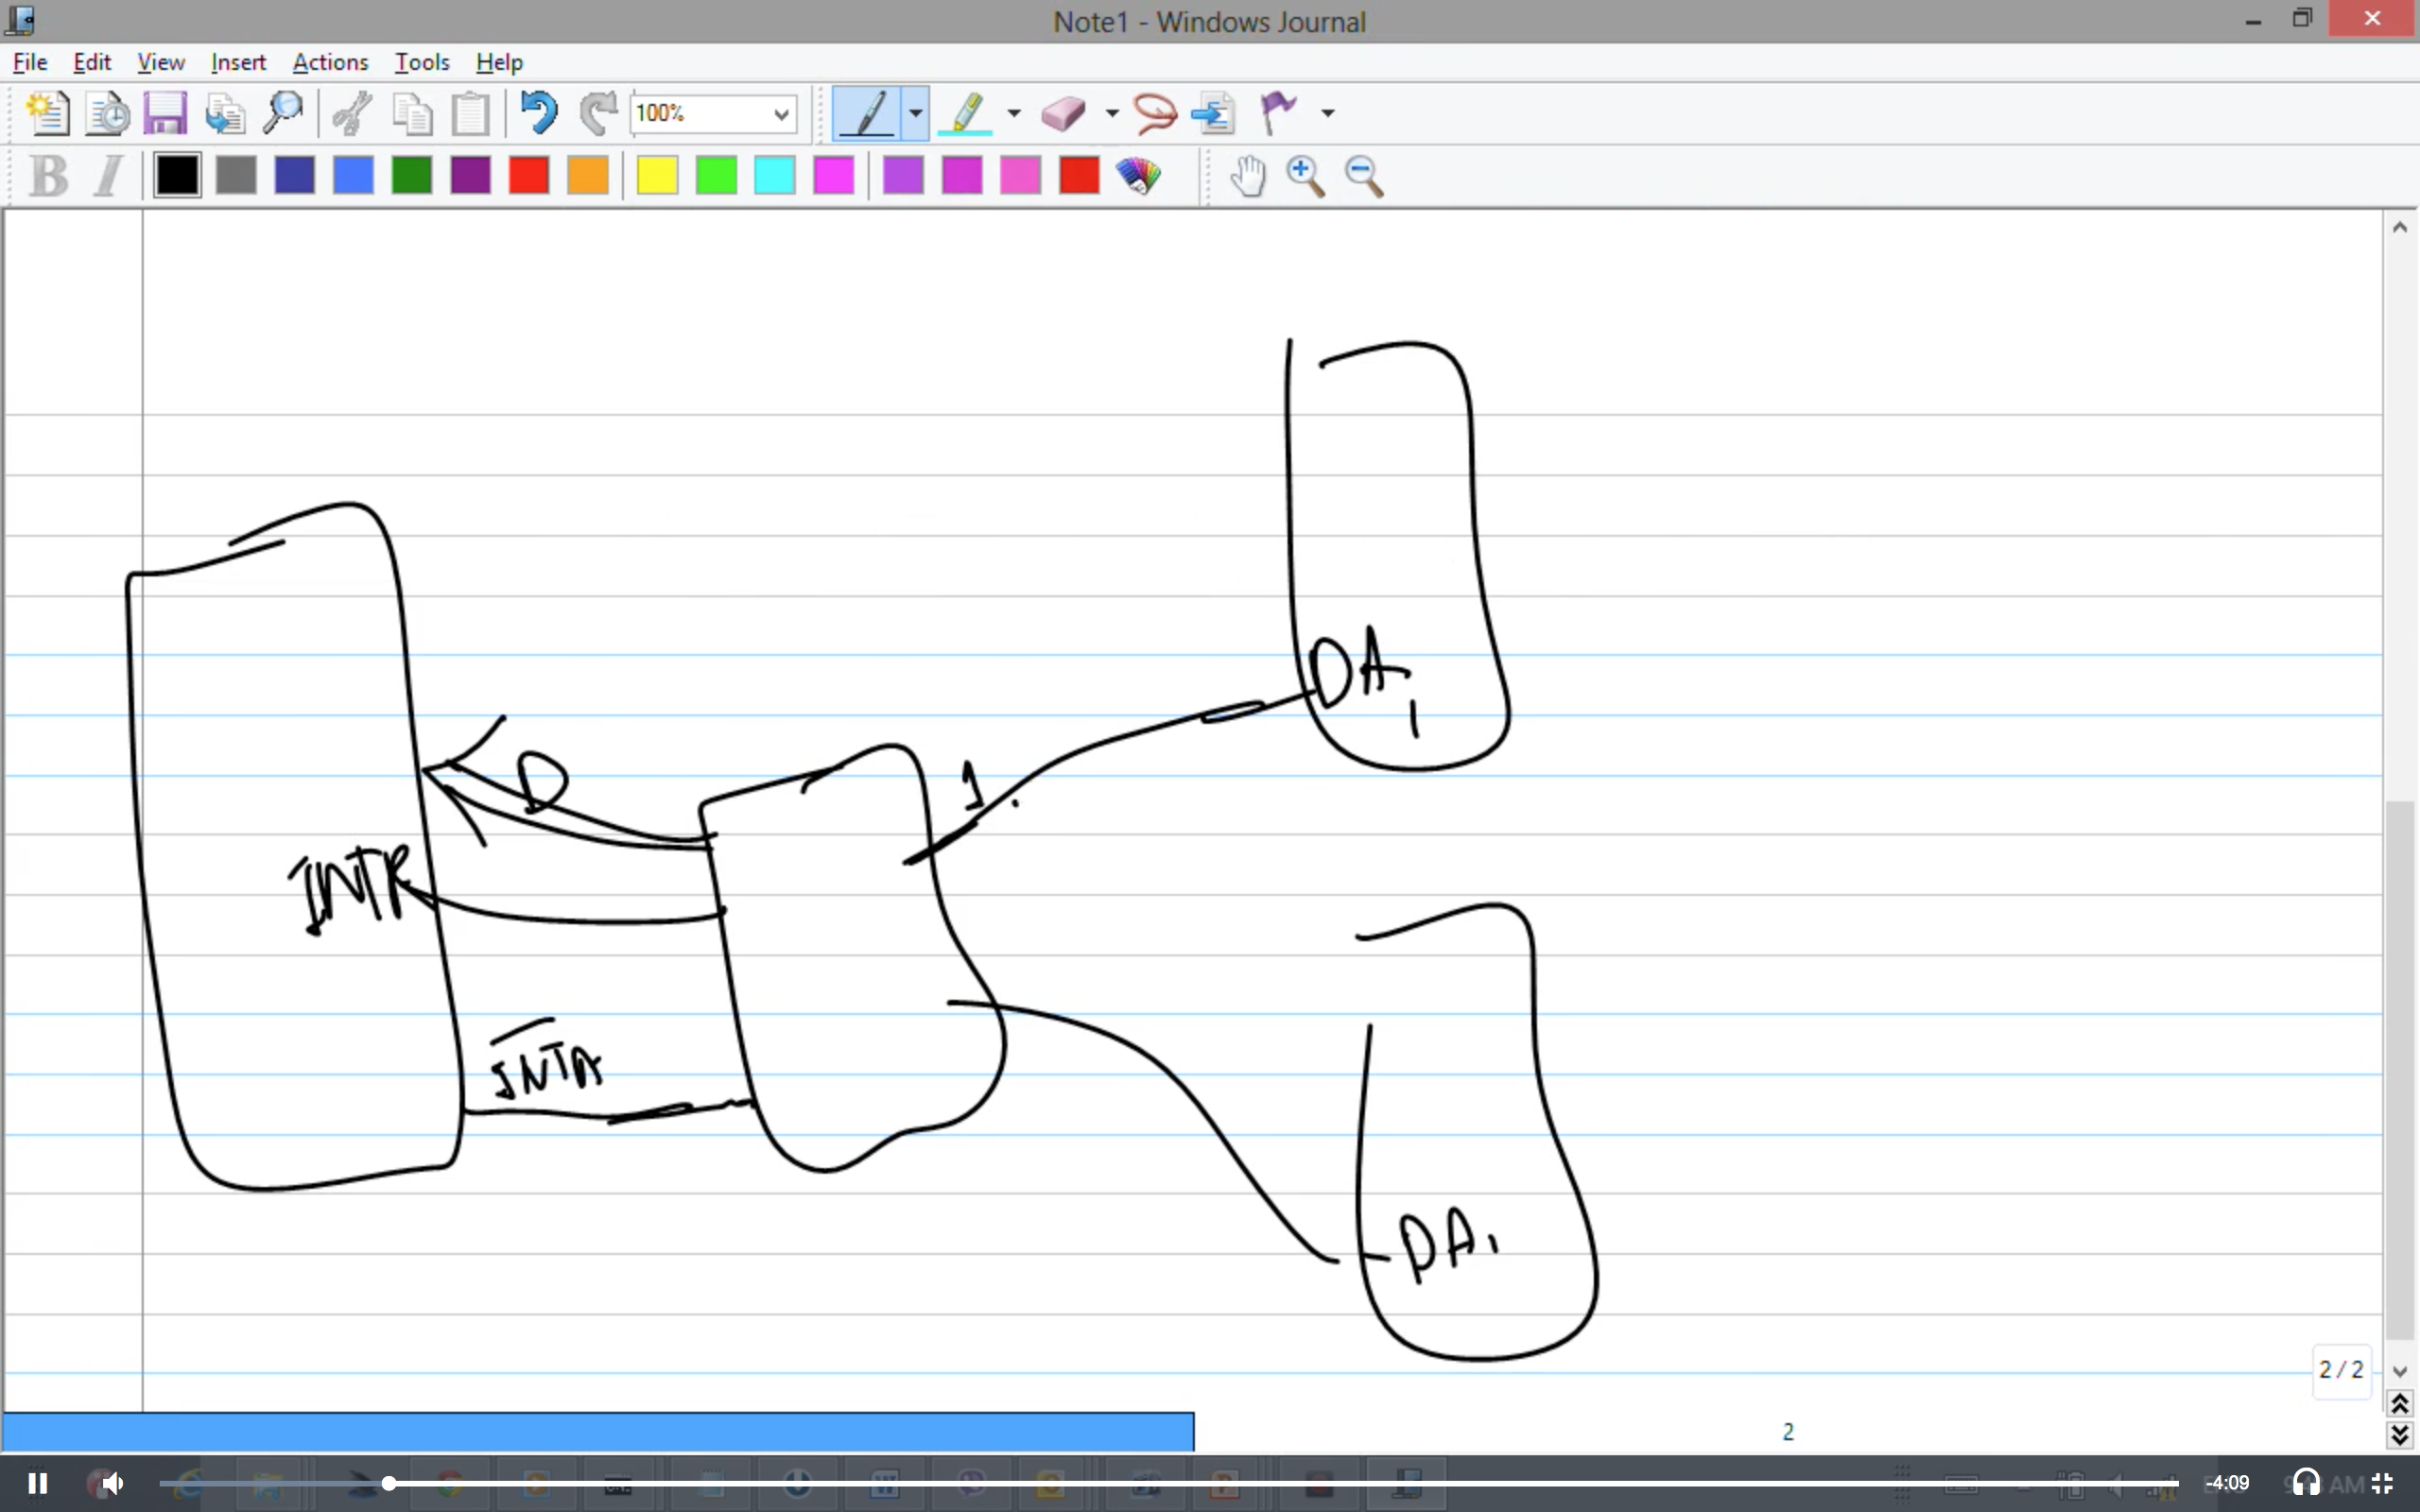 Note1 - Windows Journal
File Edit View Insert Actions Tools Help
100%
B I
DA1
D
1.
INTR
INTA
DA1
2 / 2
2
-4:09
AM